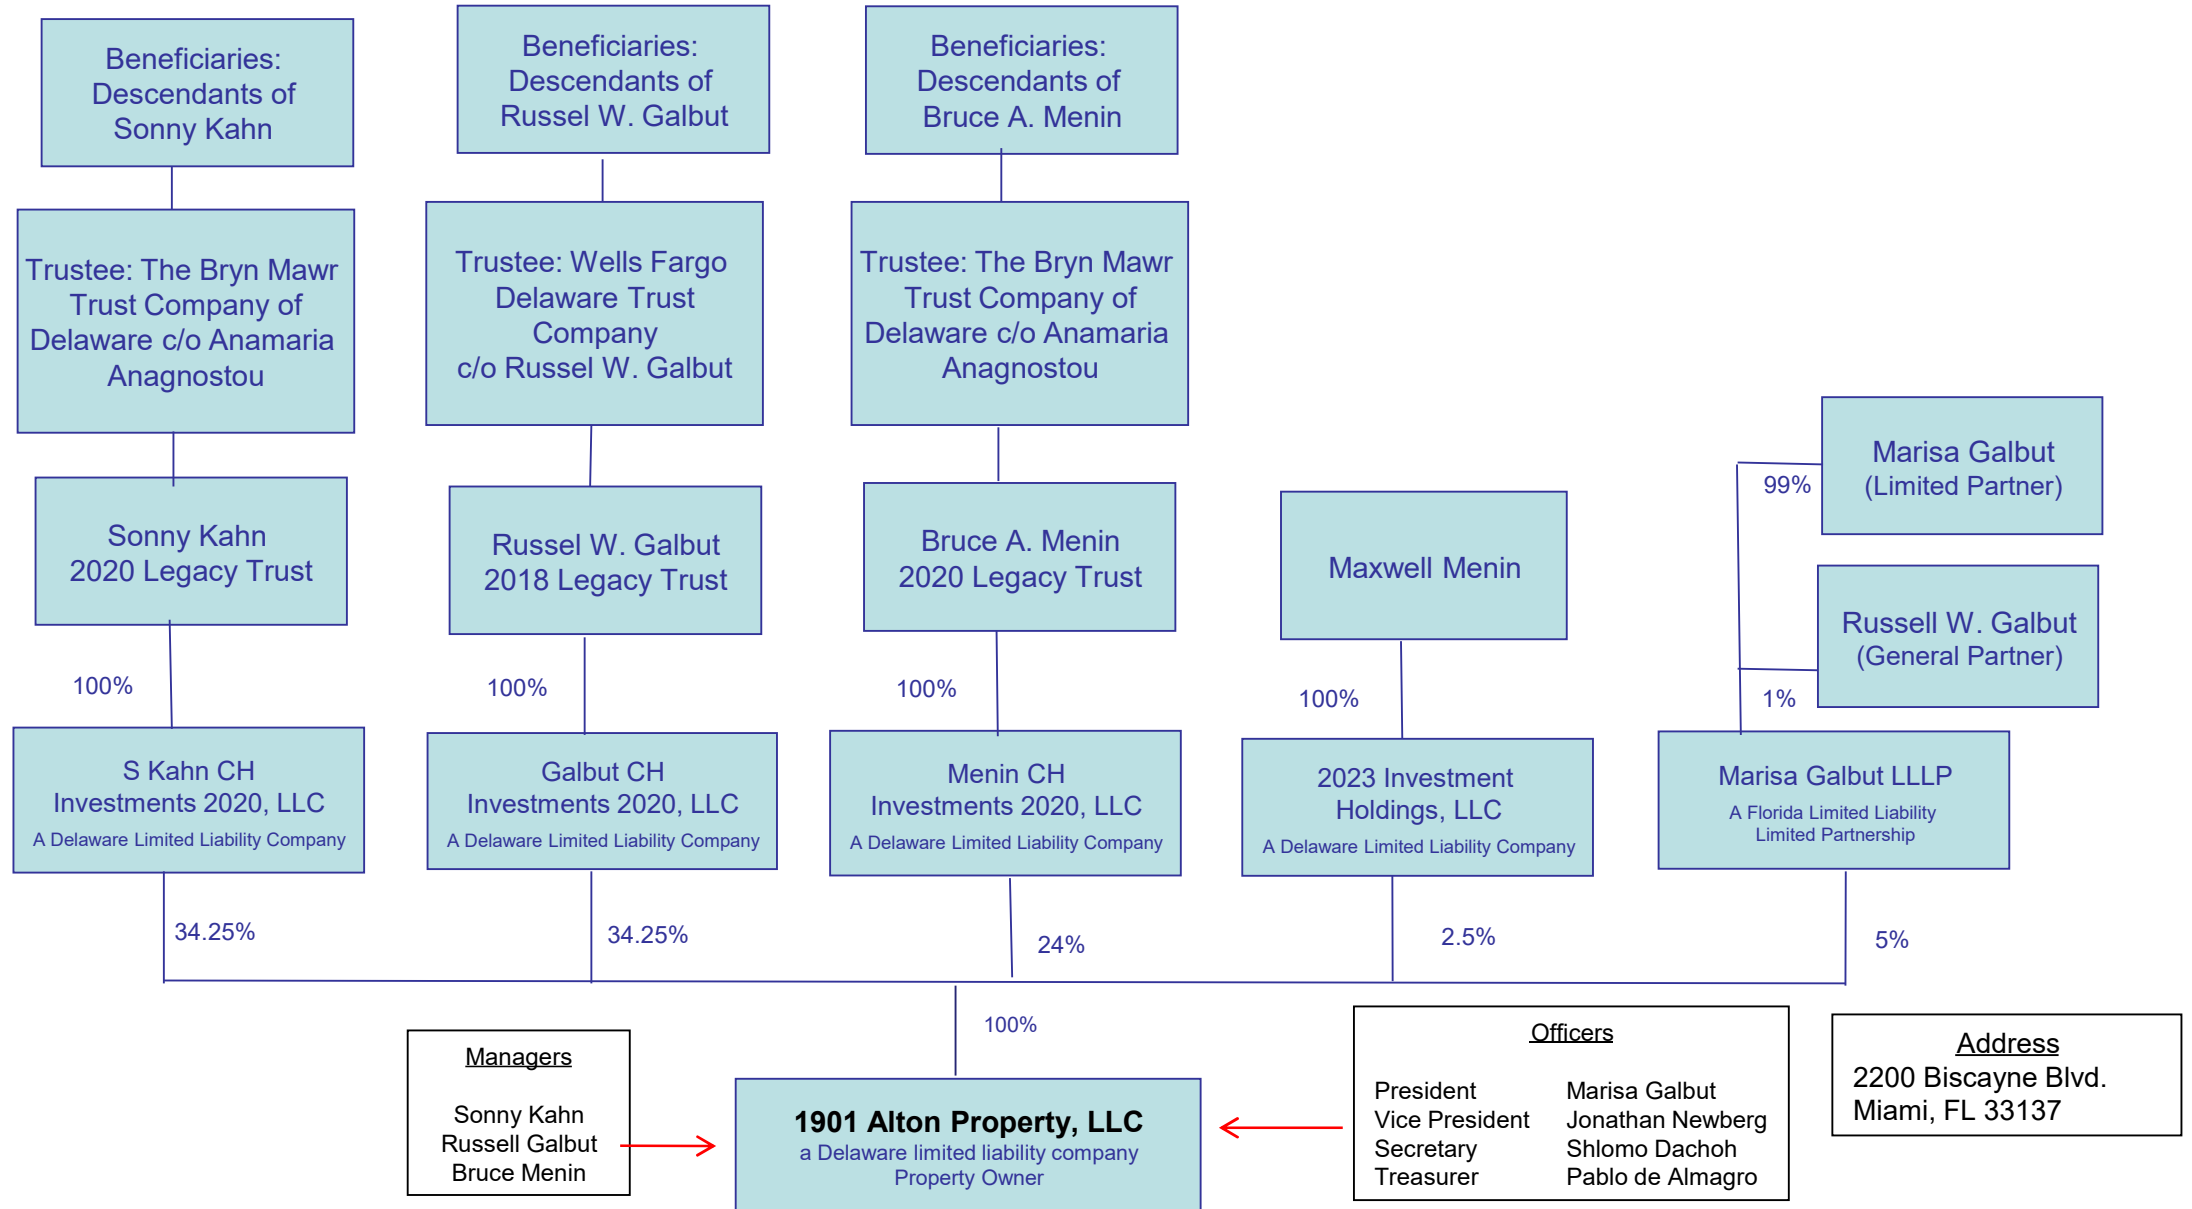 Beneficiaries:
Descendants of
Sonny Kahn
Beneficiaries:
Descendants of
Russel W. Galbut
Beneficiaries:
Descendants of
Bruce A. Menin
Trustee: The Bryn Mawr
Trust Company of
Delaware c/o Anamaria
Anagnostou
Trustee: Wells Fargo
Delaware Trust
Company
c/o Russel W. Galbut
Trustee: The Bryn Mawr
Trust Company of
Delaware c/o Anamaria
Anagnostou
Marisa Galbut
(Limited Partner)
99%
Sonny Kahn
2020 Legacy Trust
Russel W. Galbut
2018 Legacy Trust
Bruce A. Menin
2020 Legacy Trust
Maxwell Menin
Russell W. Galbut
(General Partner)
100%
100%
100%
100%
1%
S Kahn CH
Investments 2020, LLC
A Delaware Limited Liability Company
Galbut CH
Investments 2020, LLC
A Delaware Limited Liability Company
Menin CH
Investments 2020, LLC
A Delaware Limited Liability Company
2023 Investment
Holdings, LLC
A Delaware Limited Liability Company
Marisa Galbut LLLP
A Florida Limited Liability
Limited Partnership
34.25%
34.25%
24%
2.5%
5%
100%
Managers
Sonny Kahn
Russell Galbut
Bruce Menin
1901 Alton Property, LLC
a Delaware limited liability company
Property Owner
Officers
President Marisa Galbut
Vice President Jonathan Newberg
Secretary Shlomo Dachoh
Treasurer Pablo de Almagro
Address
2200 Biscayne Blvd.
Miami, FL 33137